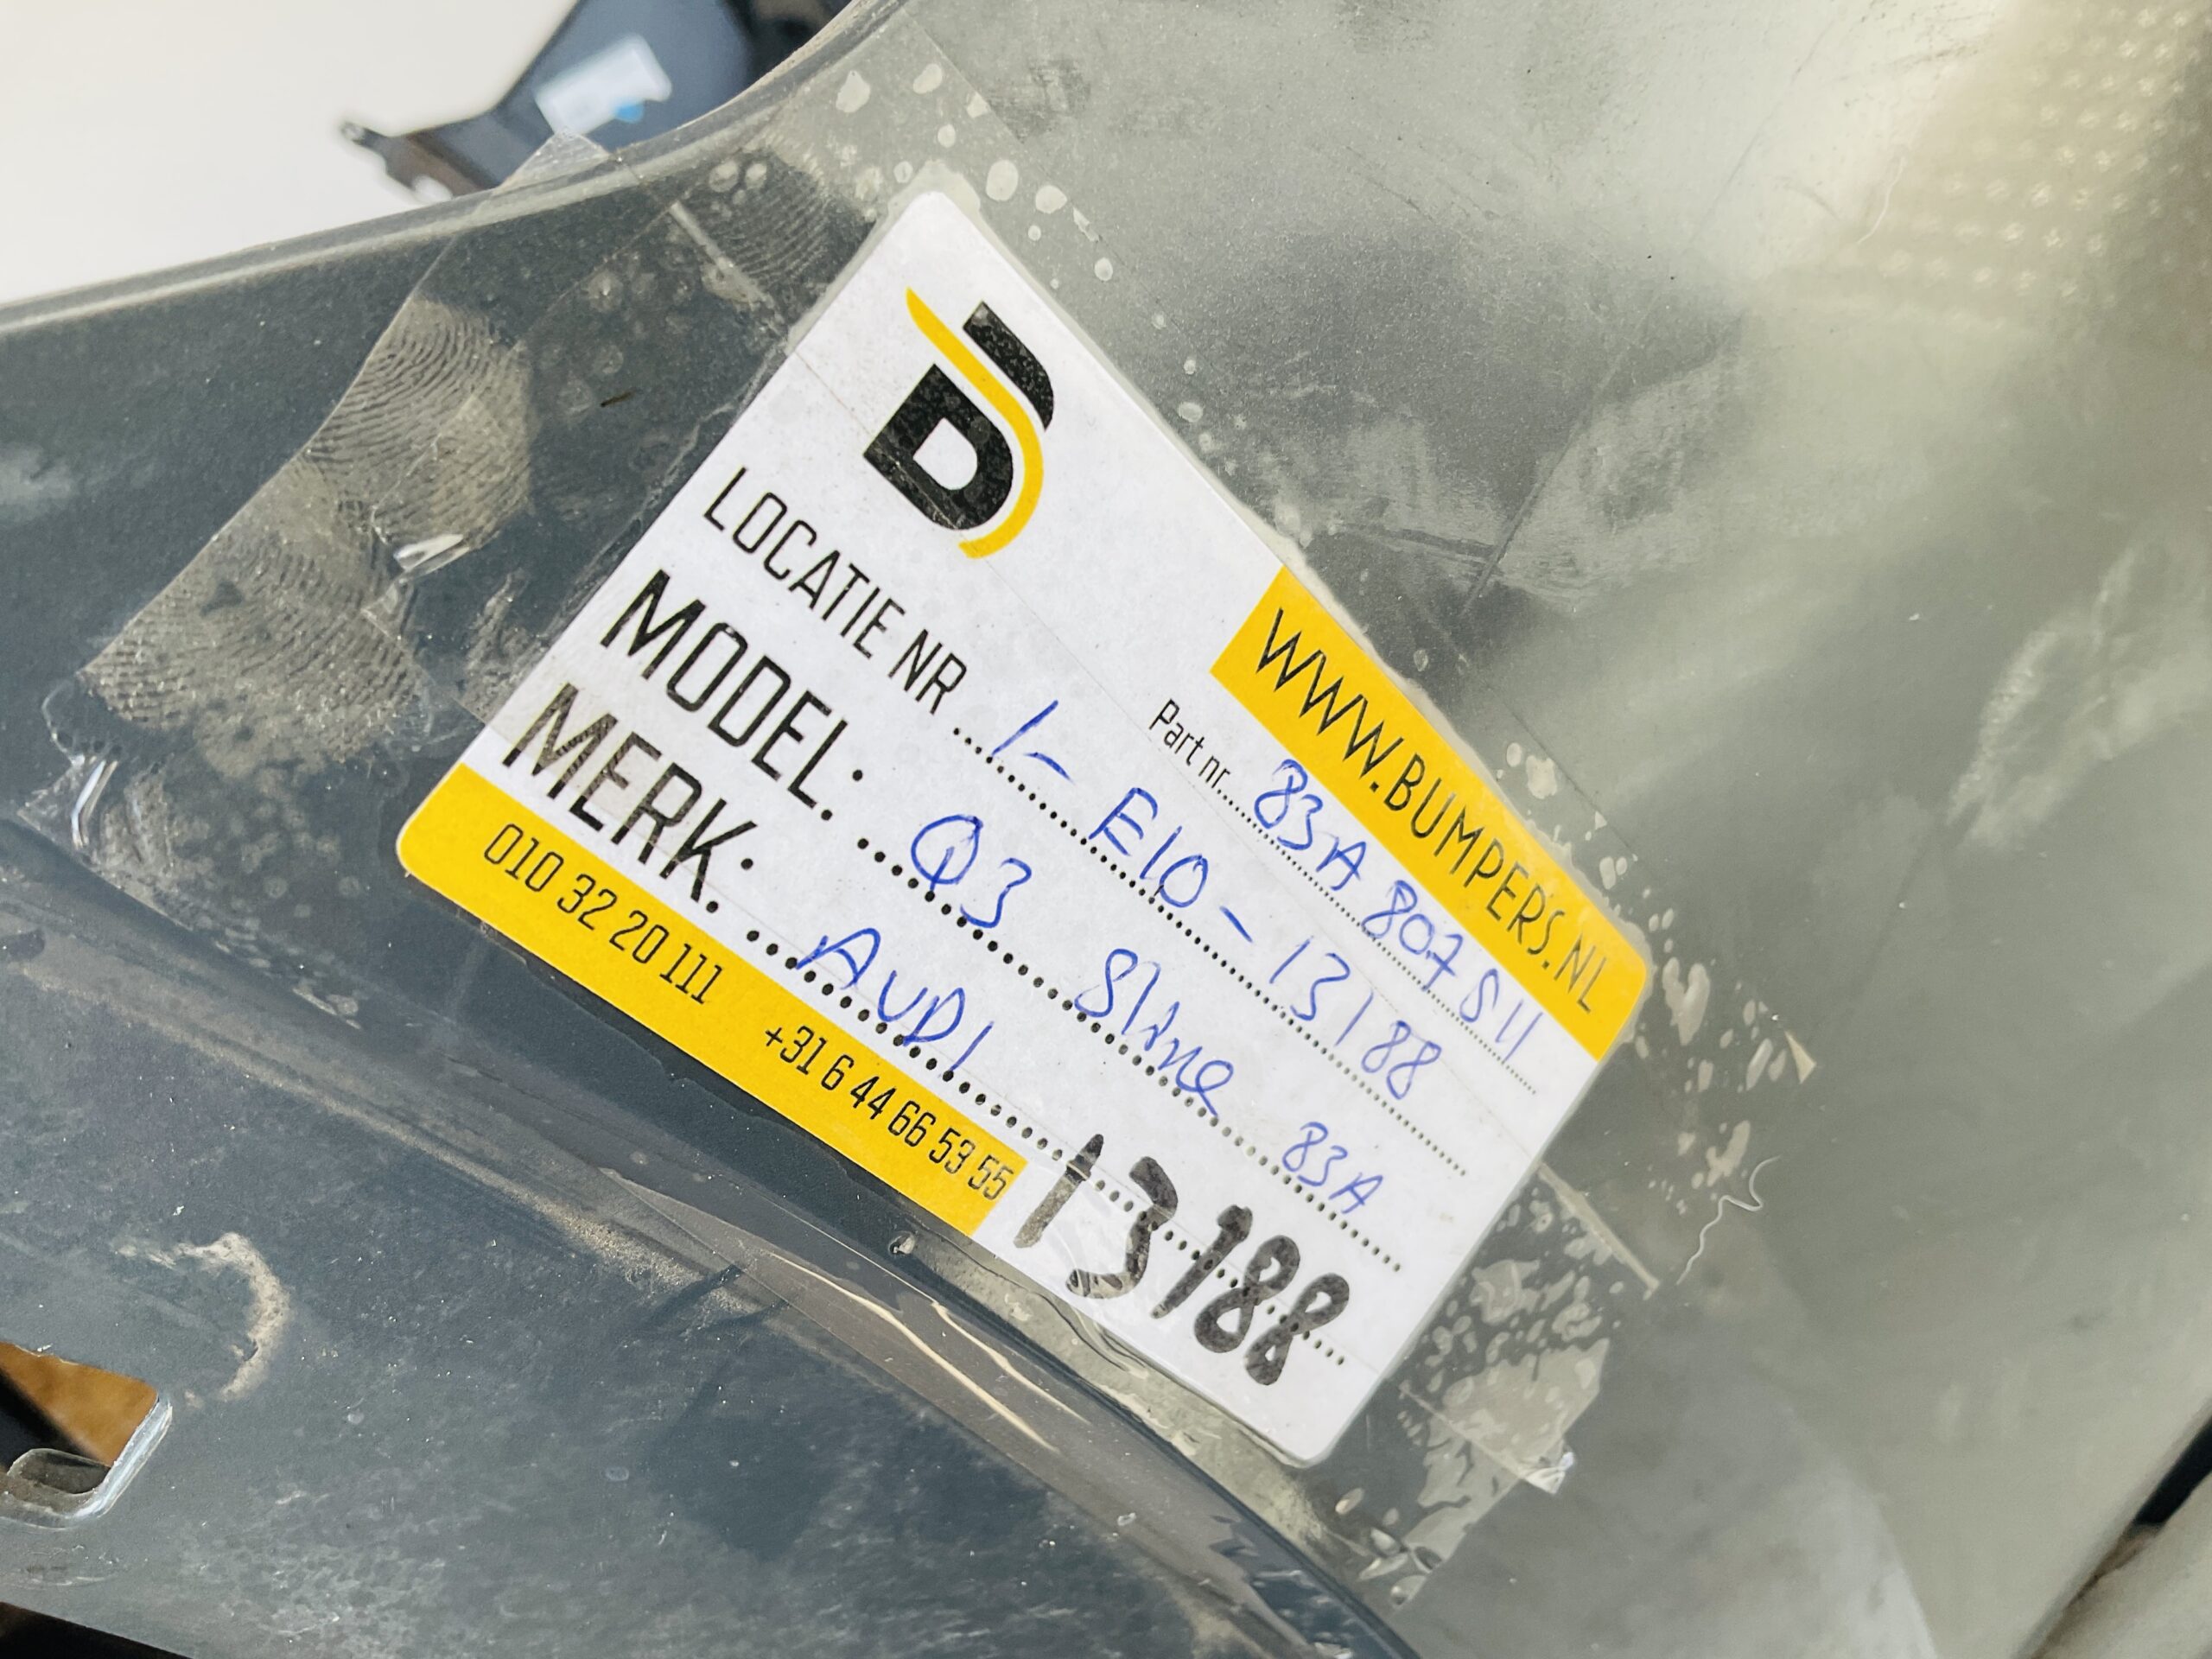 B
WWW.BUMPERS.NL
Part nr. 83A 807 511
LOCATIE NR 1-E10-13188
MODEL: Q3 Sline 83A
MERK: AUDI
13188
010 32 20 111 +31 6 44 66 53 55